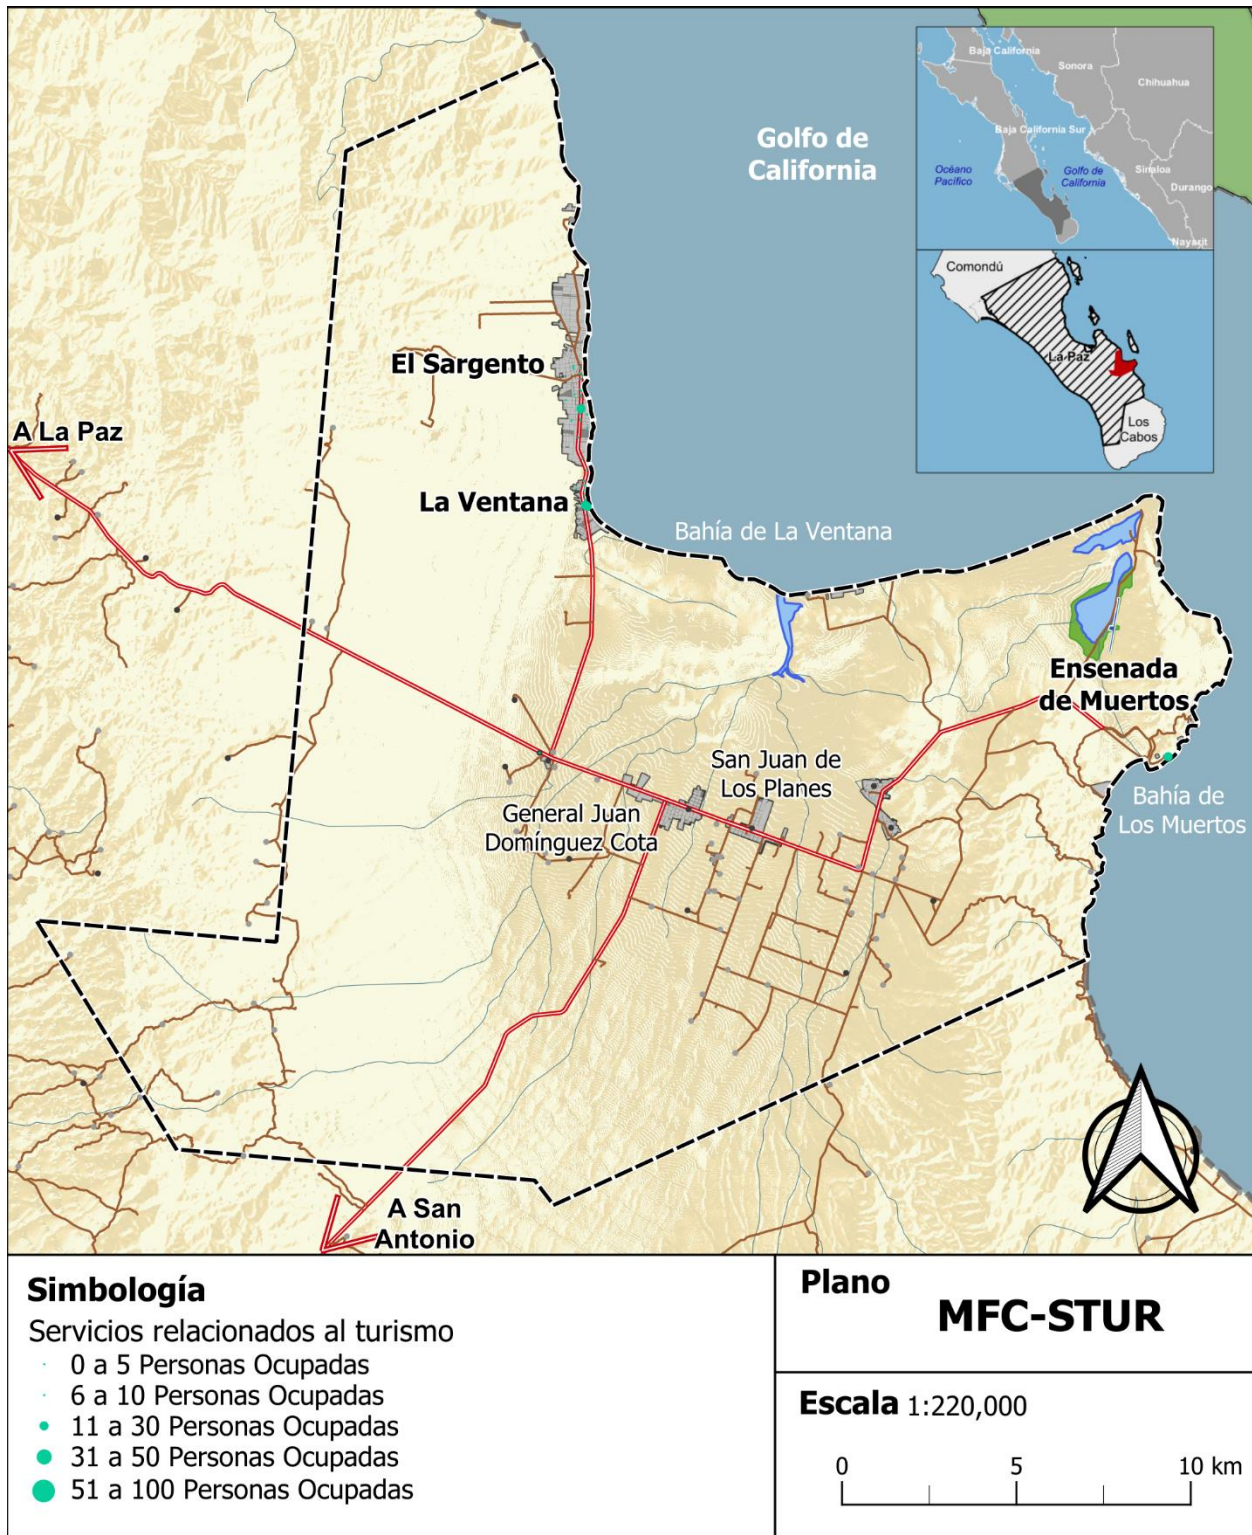 Golfo de
California
Baja California
Sonora
Chihuahua
Baja California Sur
Océano
Pacífico
Golfo de
California
Sinaloa
Durango
Nayarit
Comondú
La Paz
Los
Cabos
El Sargento
A La Paz
La Ventana
Bahía de La Ventana
Ensenada
de Muertos
San Juan de
Los Planes
General Juan
Domínguez Cota
Bahía de
Los Muertos
A San
Antonio
Simbología
Servicios relacionados al turismo
0 a 5 Personas Ocupadas
6 a 10 Personas Ocupadas
11 a 30 Personas Ocupadas
31 a 50 Personas Ocupadas
51 a 100 Personas Ocupadas
Plano
MFC-STUR
Escala 1:220,000
0 5 10 km